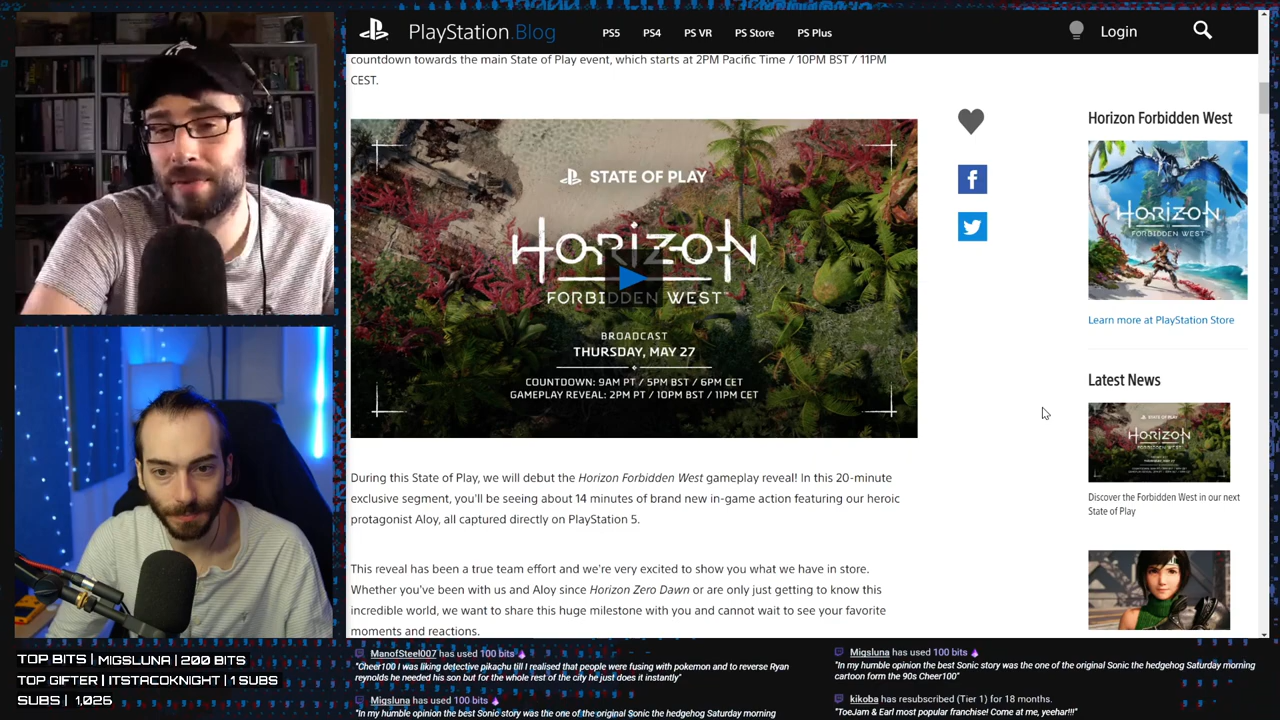 PlayStation.Blog
PS5
PS4
PS VR
PS Store
PS Plus
Login
countdown towards the main State of Play event, which starts at 2PM Pacific Time / 10PM BST / 11PM
CEST.
STATE OF PLAY
HORIZON
FORBIDDEN WEST™
BROADCAST
THURSDAY, MAY 27
COUNTDOWN: 9AM PT / 5PM BST / 6PM CET
GAMEPLAY REVEAL: 2PM PT / 10PM BST / 11PM CET
During this State of Play, we will debut the Horizon Forbidden West gameplay reveal! In this 20-minute
exclusive segment, you'll be seeing about 14 minutes of brand new in-game action featuring our heroic
protagonist Aloy, all captured directly on PlayStation 5.
This reveal has been a true team effort and we're very excited to show you what we have in store.
Whether you've been with us and Aloy since Horizon Zero Dawn or are only just getting to know this
incredible world, we want to share this huge milestone with you and cannot wait to see your favorite
moments and reactions.
Horizon Forbidden West
HORIZON
FORBIDDEN WEST
Learn more at PlayStation Store
Latest News
STATE OF PLAY
HORIZON
FORBIDDEN WEST
Discover the Forbidden West in our next
State of Play
TOP BITS | MIGSLUNA | 200 BITS
TOP GIFTER | ITSTACOKNIGHT | 1 SUBS
SUBS | 1,026
ManofSteel007 has used 100 bits
"Cheer100 I was liking detective pikachu till I realised that people were fusing with pokemon and to reverse Ryan
reynolds he needed his son but for the whole rest of the city he just does it instantly"
Migsluna has used 100 bits
"In my humble opinion the best Sonic story was the one of the original Sonic the hedgehog Saturday morning
Migsluna has used 100 bits
"In my humble opinion the best Sonic story was the one of the original Sonic the hedgehog Saturday morning
cartoon form the 90s Cheer100"
kikoba has resubscribed (Tier 1) for 18 months.
"ToeJam & Earl most popular franchise! Come at me, yeehar!!!"